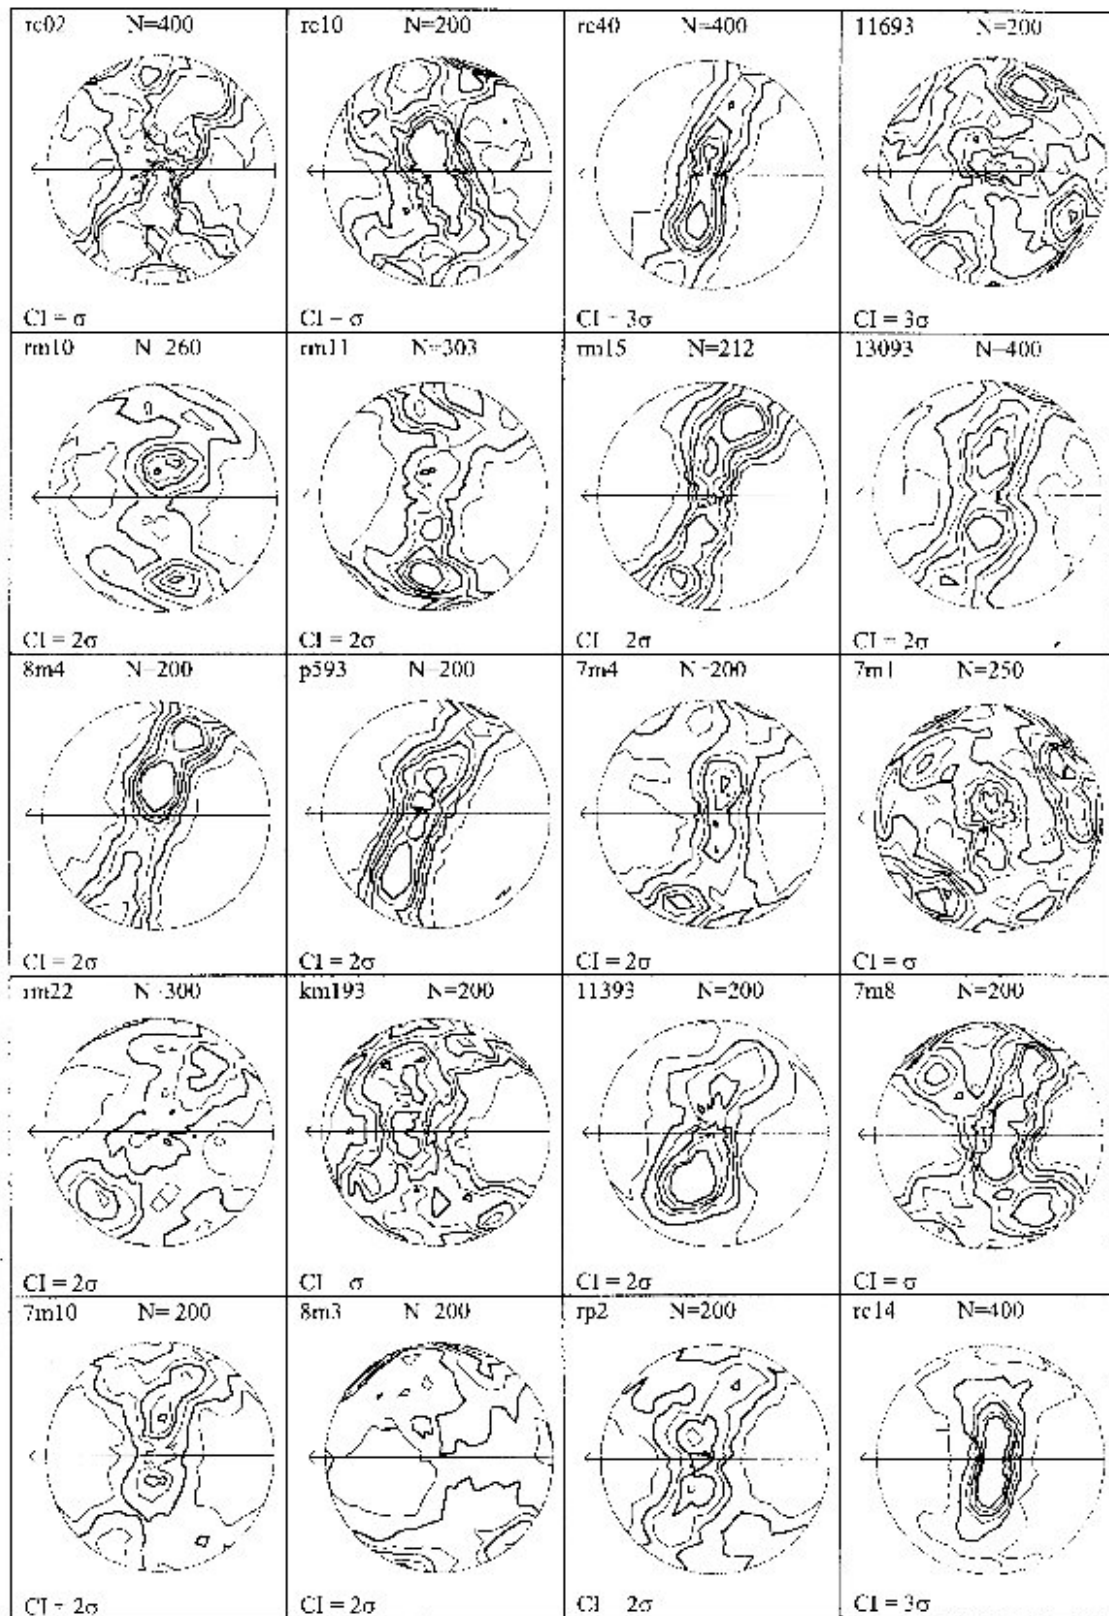 rc02 N=400
CI = σ
rc10 N=200
CI = σ
rc40 N=400
CI = 3σ
11693 N=200
CI = 3σ
rm10 N=260
CI = 2σ
rm11 N=303
CI = 2σ
rm15 N=212
CI = 2σ
13093 N=400
CI = 2σ
8m4 N=200
CI = 2σ
p593 N=200
CI = 2σ
7m4 N=200
CI = 2σ
7m1 N=250
CI = σ
rm22 N=300
CI = 2σ
km193 N=200
CI = σ
11393 N=200
CI = 2σ
7m8 N=200
CI = σ
7m10 N=200
CI = 2σ
8m3 N=200
CI = 2σ
rp2 N=200
CI = 2σ
rc14 N=400
CI = 3σ